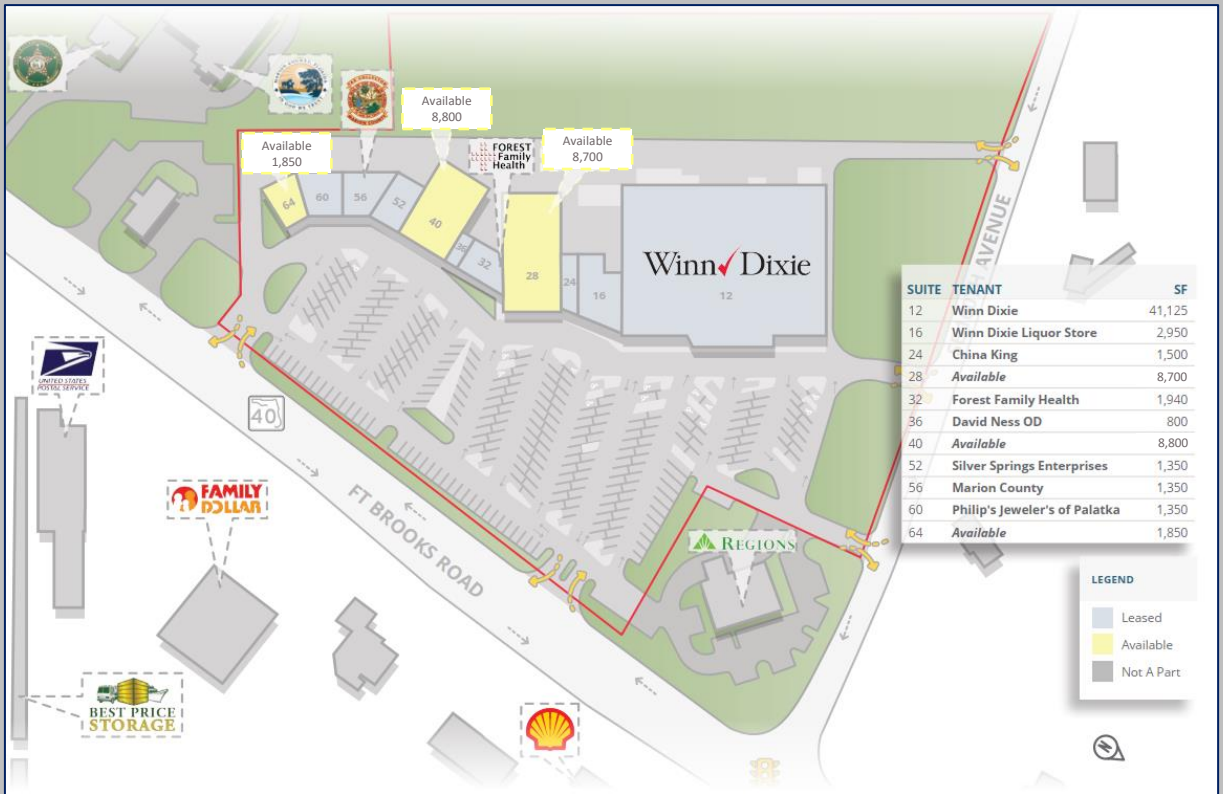 Available
8,800
Available
1,850
FOREST
Family
Health
Available
8,700
64
60
56
52
40
36
32
28
24
16
12
Winn Dixie
AVENUE
SUITE TENANT SF
12 Winn Dixie 41,125
16 Winn Dixie Liquor Store 2,950
24 China King 1,500
28 Available 8,700
32 Forest Family Health 1,940
36 David Ness OD 800
40 Available 8,800
52 Silver Springs Enterprises 1,350
56 Marion County 1,350
60 Philip's Jeweler's of Palatka 1,350
64 Available 1,850
UNITED STATES
POSTAL SERVICE
40
FAMILY
DOLLAR
FT BROOKS ROAD
REGIONS
LEGEND
Leased
Available
Not A Part
BEST PRICE
STORAGE
N